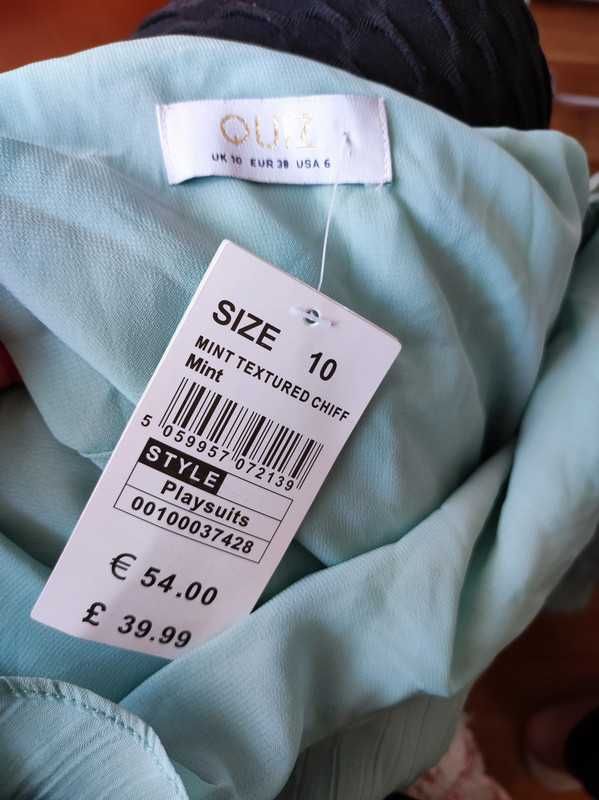 QUIZ
UK 10 EUR 38 USA 6
SIZE 10
MINT TEXTURED CHIFF
Mint
5 059957 072139
STYLE
Playsuits
00100037428
€ 54.00
£ 39.99